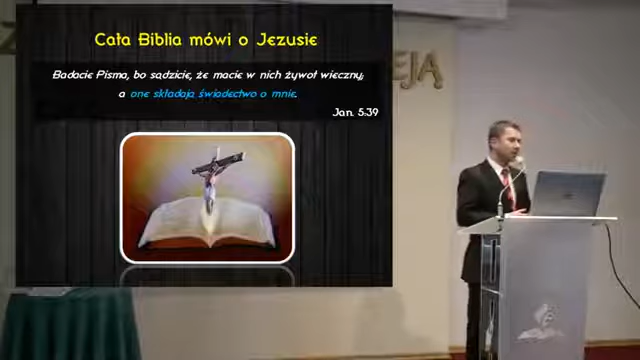 Cała Biblia mówi o Jezusie
Badacie Pisma, bo sądzicie, że macie w nich żywot wieczny;
a one składają świadectwo o mnie.
Jan. 5:39
EJĄ